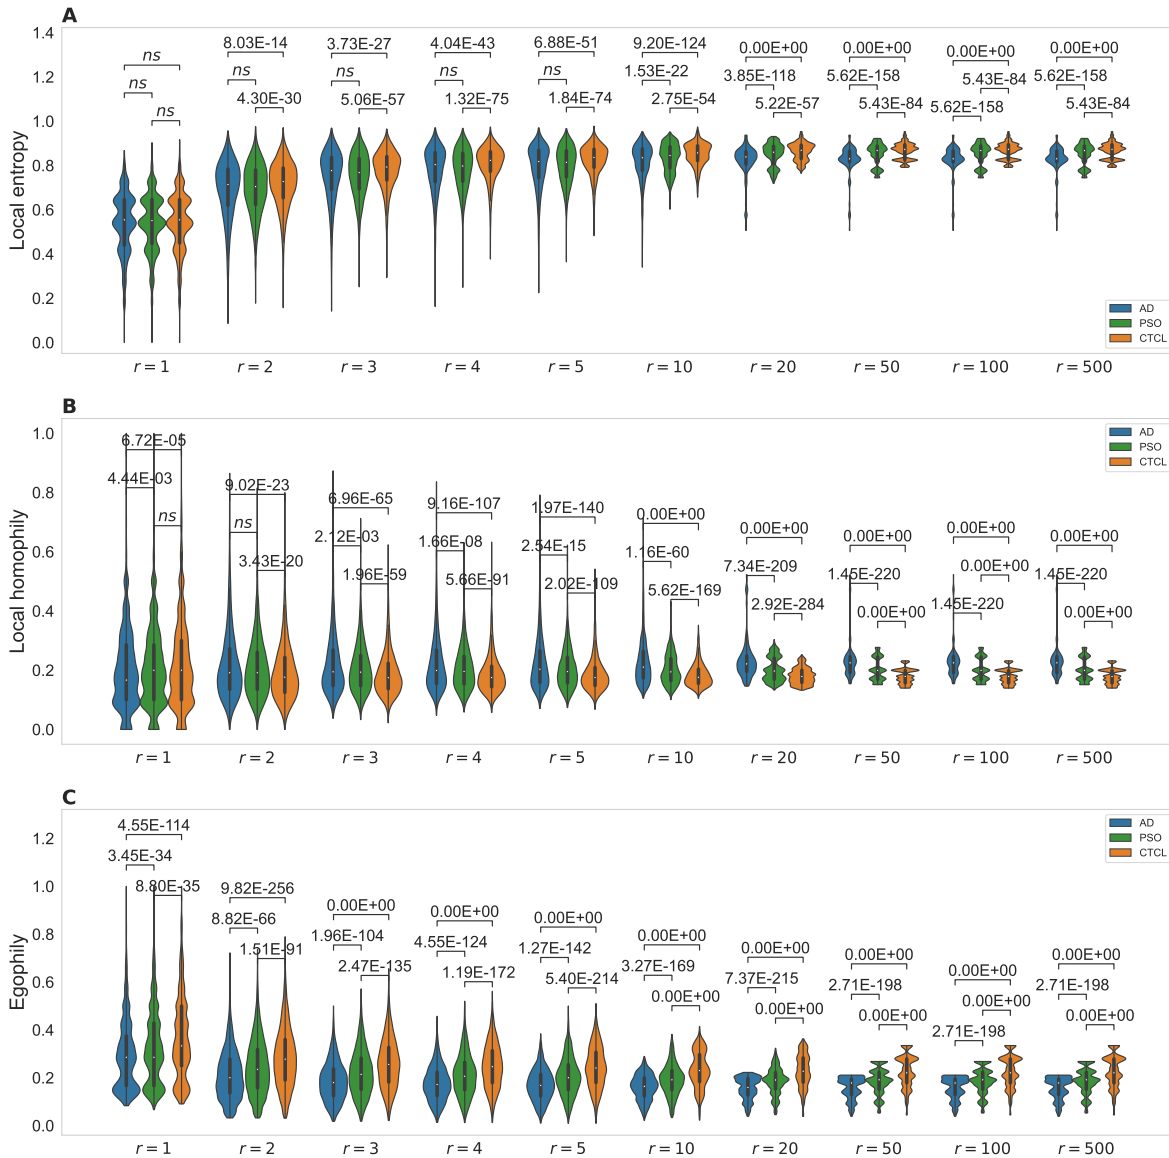 A
1.4
1.2
1.0
0.8
0.6
0.4
0.2
0.0
Local entropy
ns
ns
ns
8.03E-14
ns
4.30E-30
3.73E-27
ns
5.06E-57
4.04E-43
ns
1.32E-75
6.88E-51
ns
1.84E-74
9.20E-124
1.53E-22
2.75E-54
0.00E+00
3.85E-118
5.22E-57
0.00E+00
5.62E-158
5.43E-84
0.00E+00
5.43E-84
5.62E-158
0.00E+00
5.62E-158
5.43E-84
AD
PSO
CTCL
r = 1
r = 2
r = 3
r = 4
r = 5
r = 10
r = 20
r = 50
r = 100
r = 500
B
1.0
0.8
0.6
0.4
0.2
0.0
Local homophily
6.72E-05
4.44E-03
ns
9.02E-23
ns
3.43E-20
6.96E-65
2.12E-03
1.96E-59
9.16E-107
1.66E-08
5.66E-91
1.97E-140
2.54E-15
2.02E-109
0.00E+00
1.16E-60
5.62E-169
0.00E+00
7.34E-209
2.92E-284
0.00E+00
1.45E-220
0.00E+00
0.00E+00
0.00E+00
1.45E-220
0.00E+00
1.45E-220
0.00E+00
AD
PSO
CTCL
r = 1
r = 2
r = 3
r = 4
r = 5
r = 10
r = 20
r = 50
r = 100
r = 500
C
1.2
1.0
0.8
0.6
0.4
0.2
0.0
Egophily
4.55E-114
3.45E-34
8.80E-35
9.82E-256
8.82E-66
1.51E-91
0.00E+00
1.96E-104
2.47E-135
0.00E+00
4.55E-124
1.19E-172
0.00E+00
1.27E-142
5.40E-214
0.00E+00
3.27E-169
0.00E+00
0.00E+00
7.37E-215
0.00E+00
0.00E+00
2.71E-198
0.00E+00
0.00E+00
0.00E+00
2.71E-198
0.00E+00
2.71E-198
0.00E+00
AD
PSO
CTCL
r = 1
r = 2
r = 3
r = 4
r = 5
r = 10
r = 20
r = 50
r = 100
r = 500